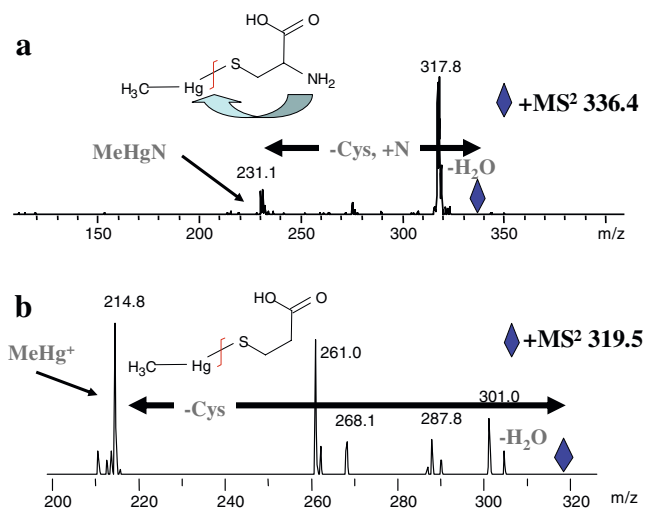 a
HO
O
S
NH₂
H₃C
Hg
317.8
+MS² 336.4
MeHgN
-Cys, +N
-H₂O
231.1
150
200
250
300
350
m/z
b
HO
O
214.8
S
H₃C
Hg
+MS² 319.5
MeHg⁺
261.0
-Cys
301.0
268.1
287.8
-H₂O
200
220
240
260
280
300
320
m/z